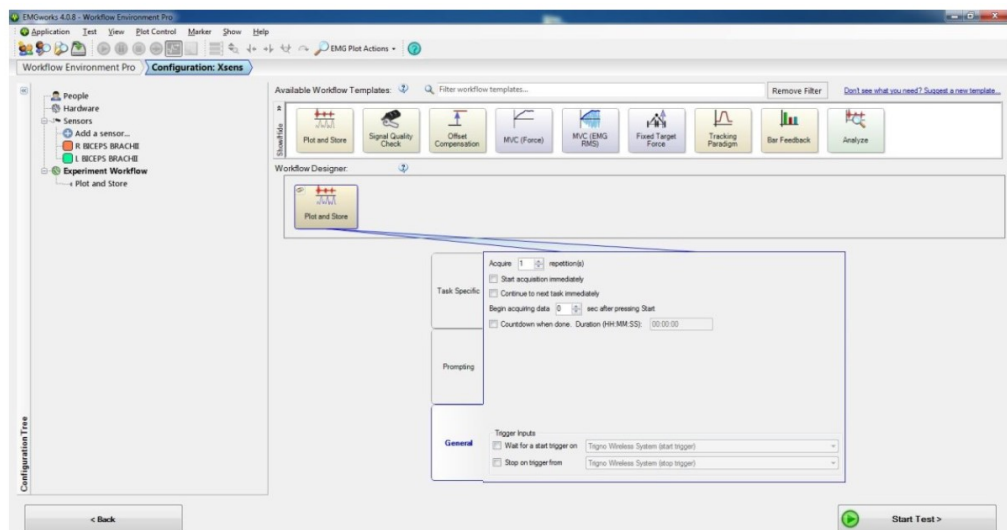 EMGworks 4.0.8 - Workflow Environment Pro
Application Test View Plot Control Marker Show Help
EMG Plot Actions
Workflow Environment Pro Configuration: Xsens
People
Hardware
Sensors
Add a sensor...
R BICEPS BRACHII
L BICEPS BRACHII
Experiment Workflow
Plot and Store
Configuration Tree
Available Workflow Templates: Filter workflow templates... Remove Filter Don't see what you need? Suggest a new template...
Show/Hide
Plot and Store
Signal Quality Check
Offset Compensation
MVC (Force)
MVC (EMG RMS)
Fixed Target Force
Tracking Paradigm
Bar Feedback
Analyze
Workflow Designer:
Plot and Store
Task Specific
Prompting
General
Acquire 1 repetition(s)
Start acquisition immediately
Continue to next task immediately
Begin acquiring data 0 sec after pressing Start
Countdown when done. Duration (HH:MM:SS): 00:00:00
Trigger Inputs
Wait for a start trigger on Trigno Wireless System (start trigger)
Stop on trigger from Trigno Wireless System (stop trigger)
< Back
Start Test >